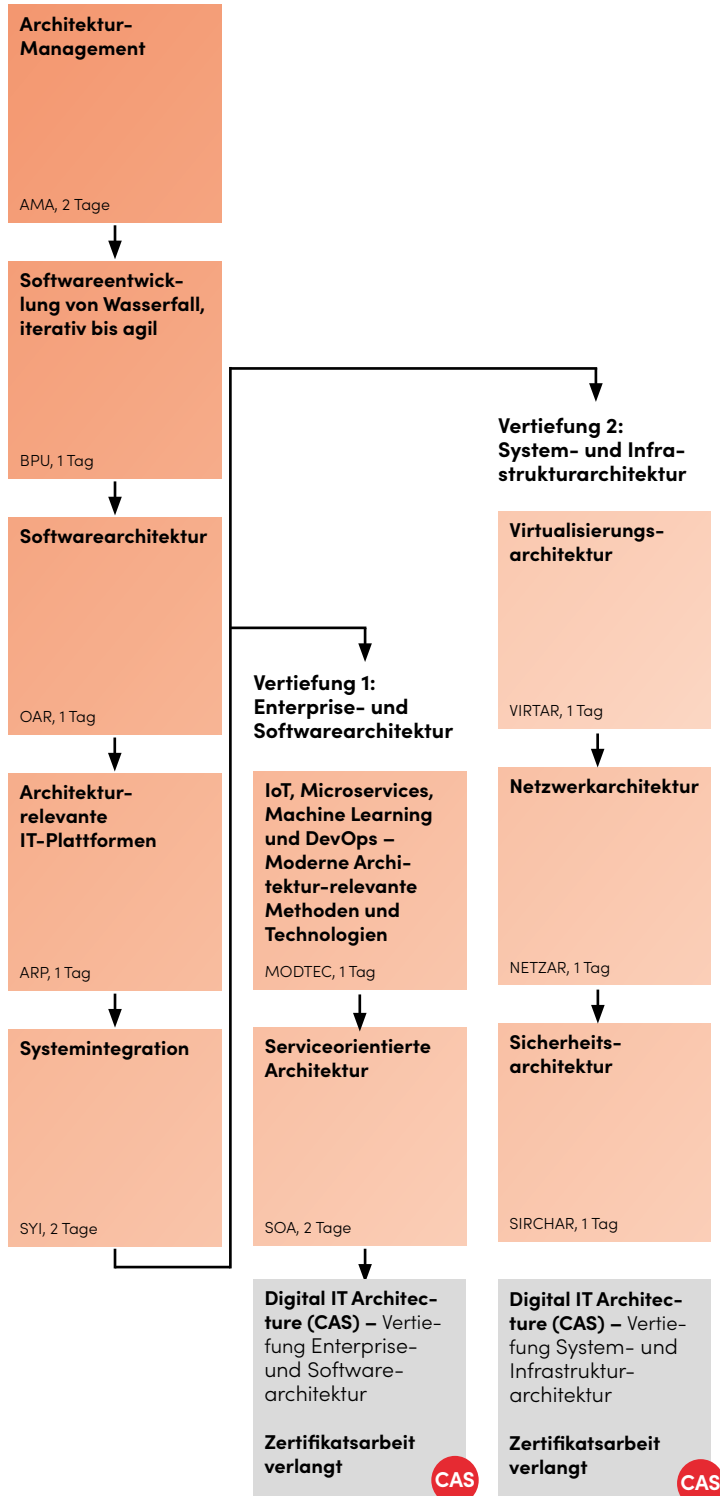 Architektur-
Management
AMA, 2 Tage
Softwareentwick-
lung von Wasserfall,
iterativ bis agil
BPU, 1 Tag
Softwarearchitektur
OAR, 1 Tag
Architektur-
relevante
IT-Plattformen
ARP, 1 Tag
Systemintegration
SYI, 2 Tage
Vertiefung 1:
Enterprise- und
Softwarearchitektur
IoT, Microservices,
Machine Learning
und DevOps –
Moderne Archi-
tektur-relevante
Methoden und
Technologien
MODTEC, 1 Tag
Serviceorientierte
Architektur
SOA, 2 Tage
Digital IT Architec-
ture (CAS) – Vertie-
fung Enterprise-
und Software-
architektur
Zertifikatsarbeit
verlangt
CAS
Vertiefung 2:
System- und Infra-
strukturarchitektur
Virtualisierungs-
architektur
VIRTAR, 1 Tag
Netzwerkarchitektur
NETZAR, 1 Tag
Sicherheits-
architektur
SIRCHAR, 1 Tag
Digital IT Architec-
ture (CAS) – Vertie-
fung System- und
Infrastruktur-
architektur
Zertifikatsarbeit
verlangt
CAS